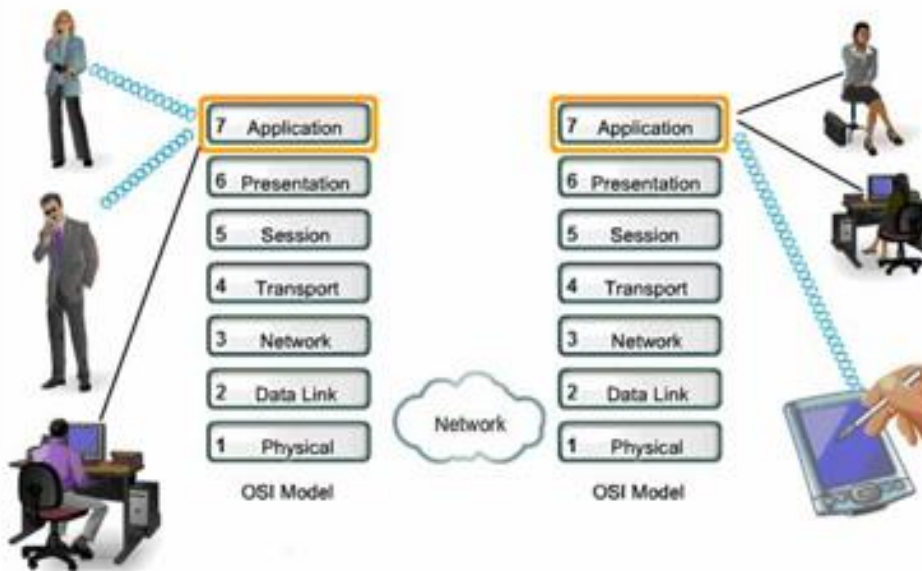 7 Application
6 Presentation
5 Session
4 Transport
3 Network
2 Data Link
1 Physical
OSI Model
Network
7 Application
6 Presentation
5 Session
4 Transport
3 Network
2 Data Link
1 Physical
OSI Model